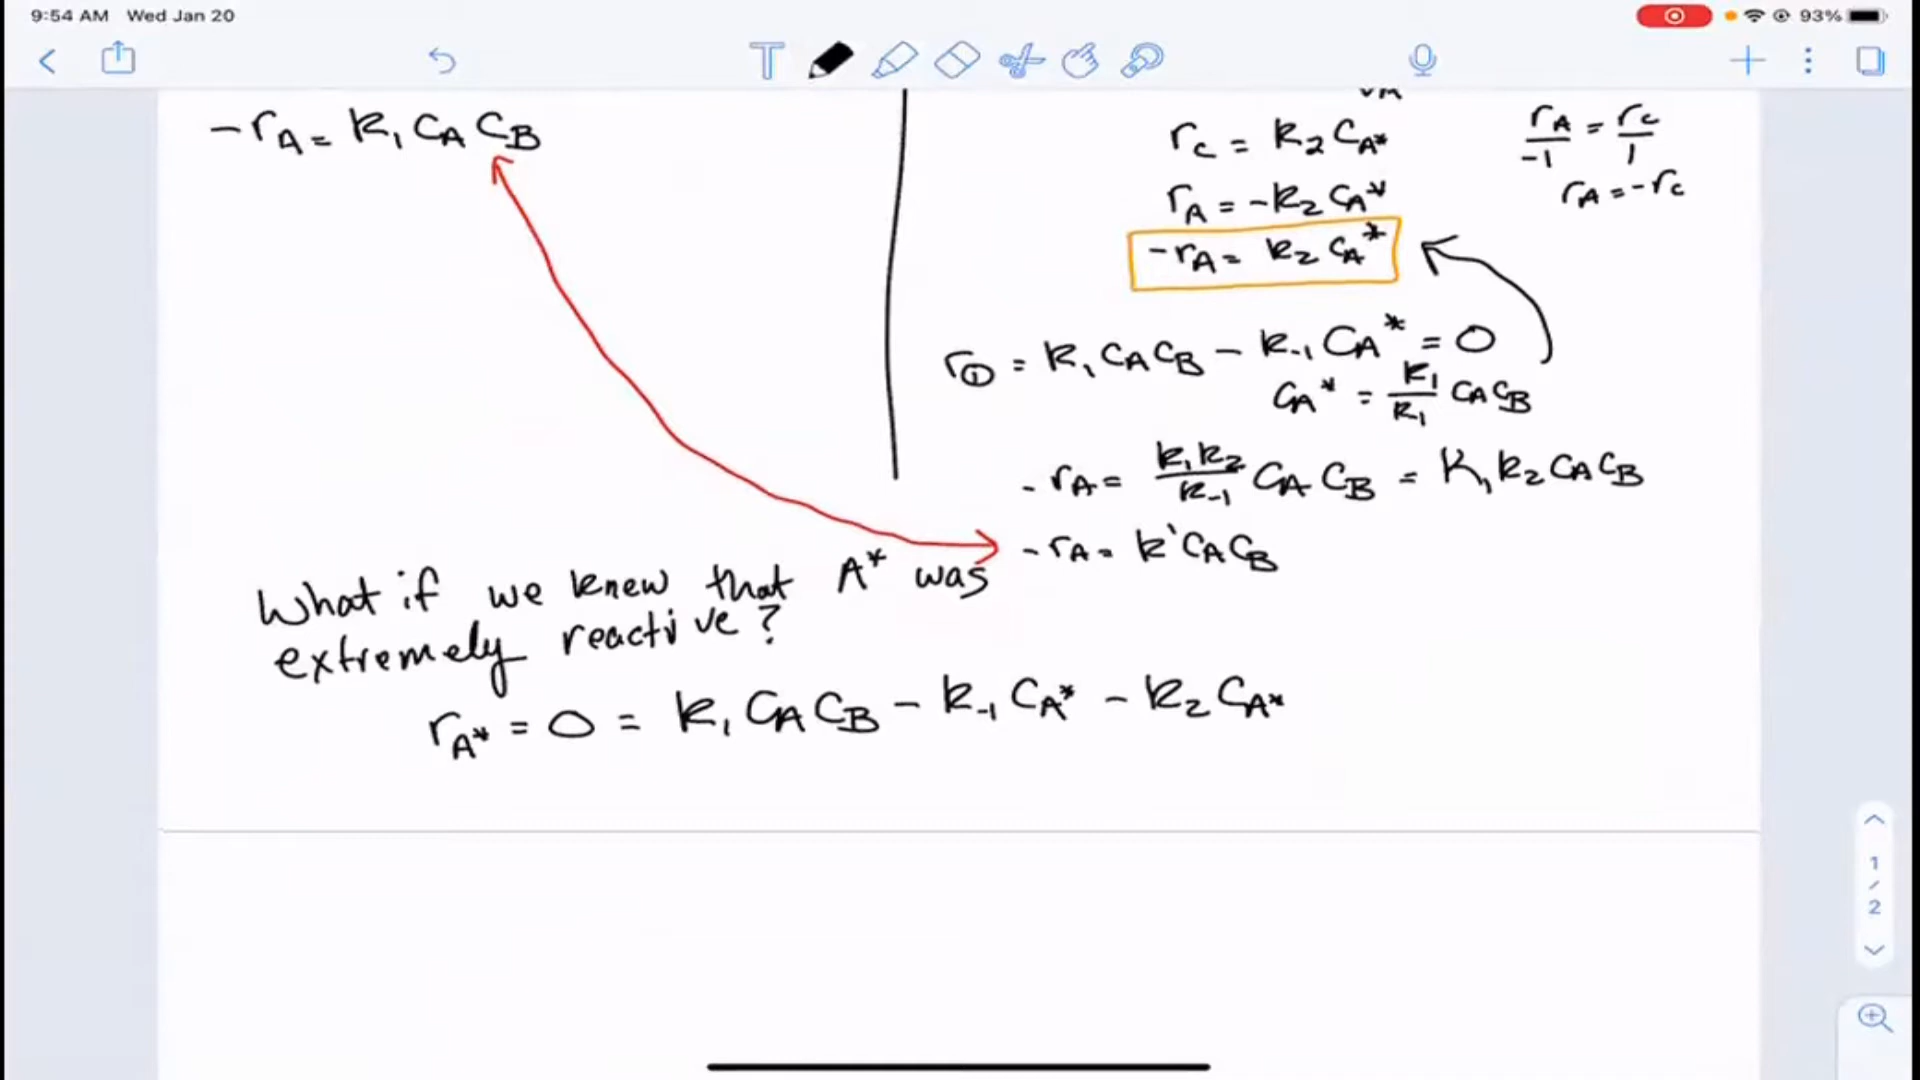 9:54 AM Wed Jan 20
93%
-rA = k₁ CA CB
rc = k₂ CA*
rA = -k₂ CA*
-rA = k₂ CA*
rA/-1 = rc/1
rA = -rc
r① = k₁ CA CB - k₋₁ CA* = 0
CA* = k₁/k₋₁ CA CB
-rA = k₁k₂/k₋₁ CA CB = K₁ k₂ CA CB
-rA = k' CA CB
What if we knew that A* was
extremely reactive?
rA* = 0 = k₁ CA CB - k₋₁ CA* - k₂ CA*
1
/
2